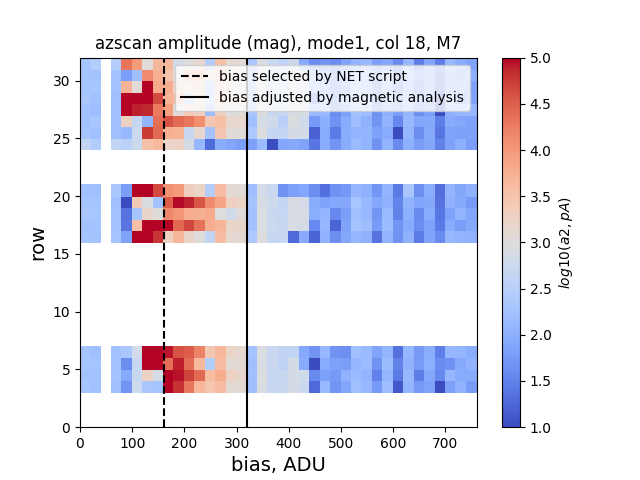 azscan amplitude (mag), mode1, col 18, M7
bias selected by NET script
bias adjusted by magnetic analysis
row
30
25
20
15
10
5
0
0 100 200 300 400 500 600 700
bias, ADU
5.0
4.5
4.0
3.5
3.0
2.5
2.0
1.5
1.0
log10(a2, pA)